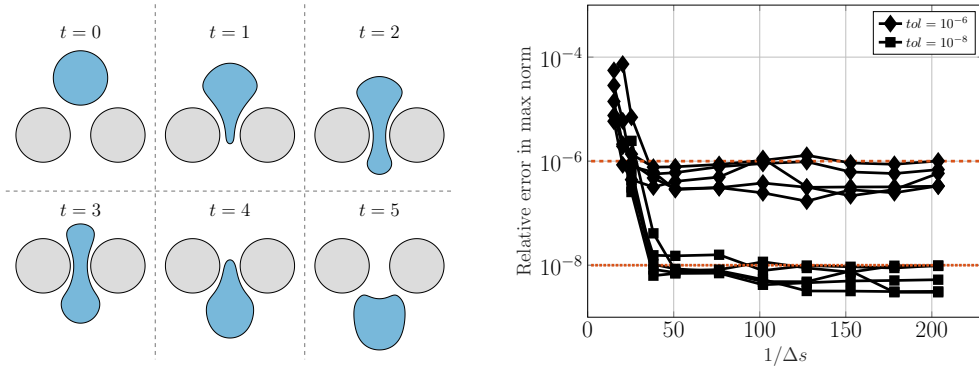 t = 0
t = 1
t = 2
t = 3
t = 4
t = 5
Relative error in max norm
10⁻⁴
10⁻⁶
10⁻⁸
tol = 10⁻⁶
tol = 10⁻⁸
0 50 100 150 200
1/Δs